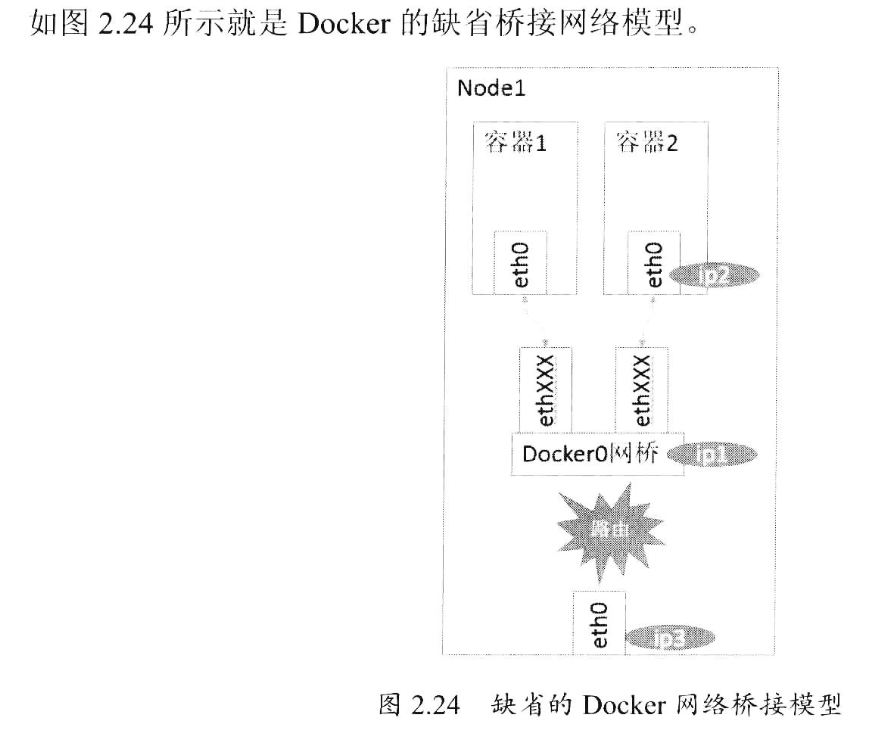 如图 2.24 所示就是 Docker 的缺省桥接网络模型。
Node1
容器1
容器2
eth0
eth0
ip2
ethXXX
ethXXX
Docker0网桥
ip1
路由
eth0
ip3
图 2.24 缺省的 Docker 网络桥接模型